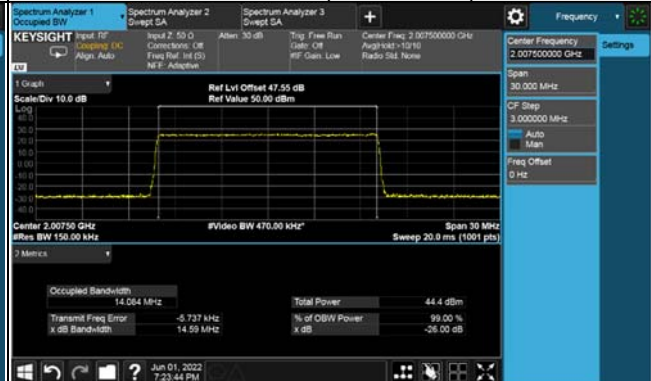 Spectrum Analyzer 1
Occupied BW
Spectrum Analyzer 2
Swept SA
Spectrum Analyzer 3
Swept SA
+
Frequency
KEYSIGHT
Input: RF
Coupling: DC
Align: Auto
Input Z: 50 Ω
Corrections: Off
Freq Ref: Int (S)
NFE: Adaptive
Atten: 30 dB
Trig: Free Run
Gate: Off
#IF Gain: Low
Center Freq: 2.007500000 GHz
Avg|Hold:>10/10
Radio Std: None
Center Frequency
2.007500000 GHz
Settings
Span
30.000 MHz
CF Step
3.000000 MHz
Auto
Man
Freq Offset
0 Hz
1 Graph
Scale/Div 10.0 dB
Ref Lvl Offset 47.55 dB
Ref Value 50.00 dBm
Log
40.0
30.0
20.0
10.0
0.00
-10.0
-20.0
-30.0
-40.0
Center 2.00750 GHz
#Res BW 150.00 kHz
#Video BW 470.00 kHz*
Span 30 MHz
Sweep 20.0 ms (1001 pts)
2 Metrics
Occupied Bandwidth
14.084 MHz
Total Power 44.4 dBm
Transmit Freq Error -5.737 kHz
% of OBW Power 99.00 %
x dB Bandwidth 14.59 MHz
x dB -26.00 dB
?
Jun 01, 2022
7:23:44 PM